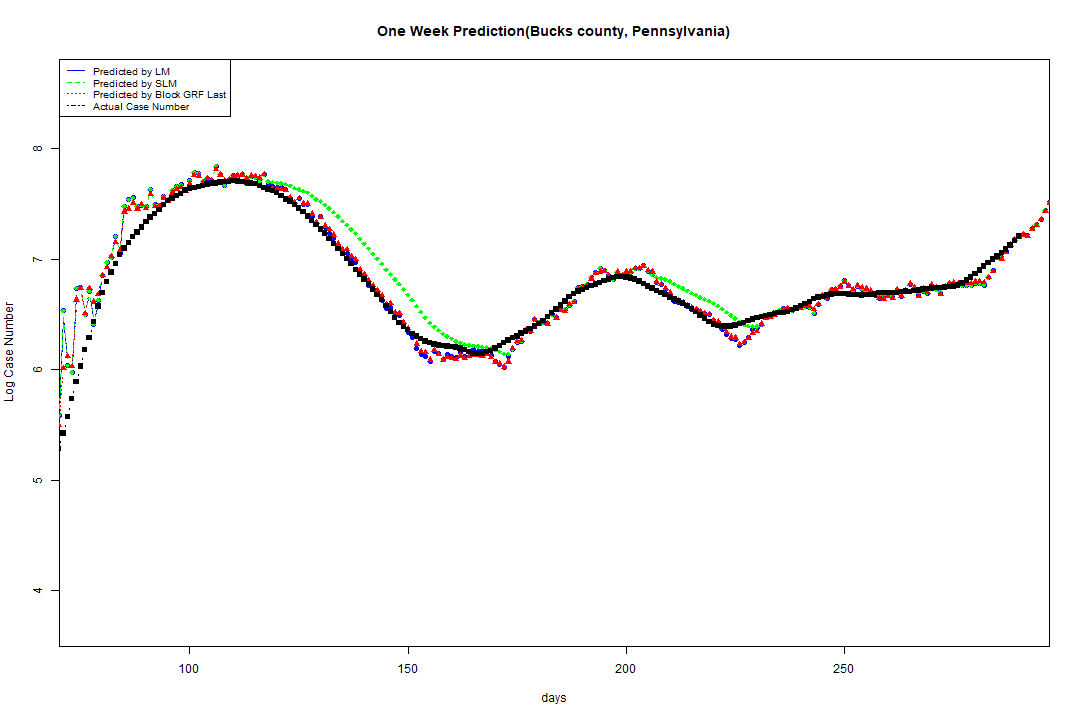 One Week Prediction(Bucks county, Pennsylvania)
Predicted by LM
Predicted by SLM
Predicted by Block GRF Last
Actual Case Number
8
7
6
5
4
Log Case Number
100
150
200
250
days